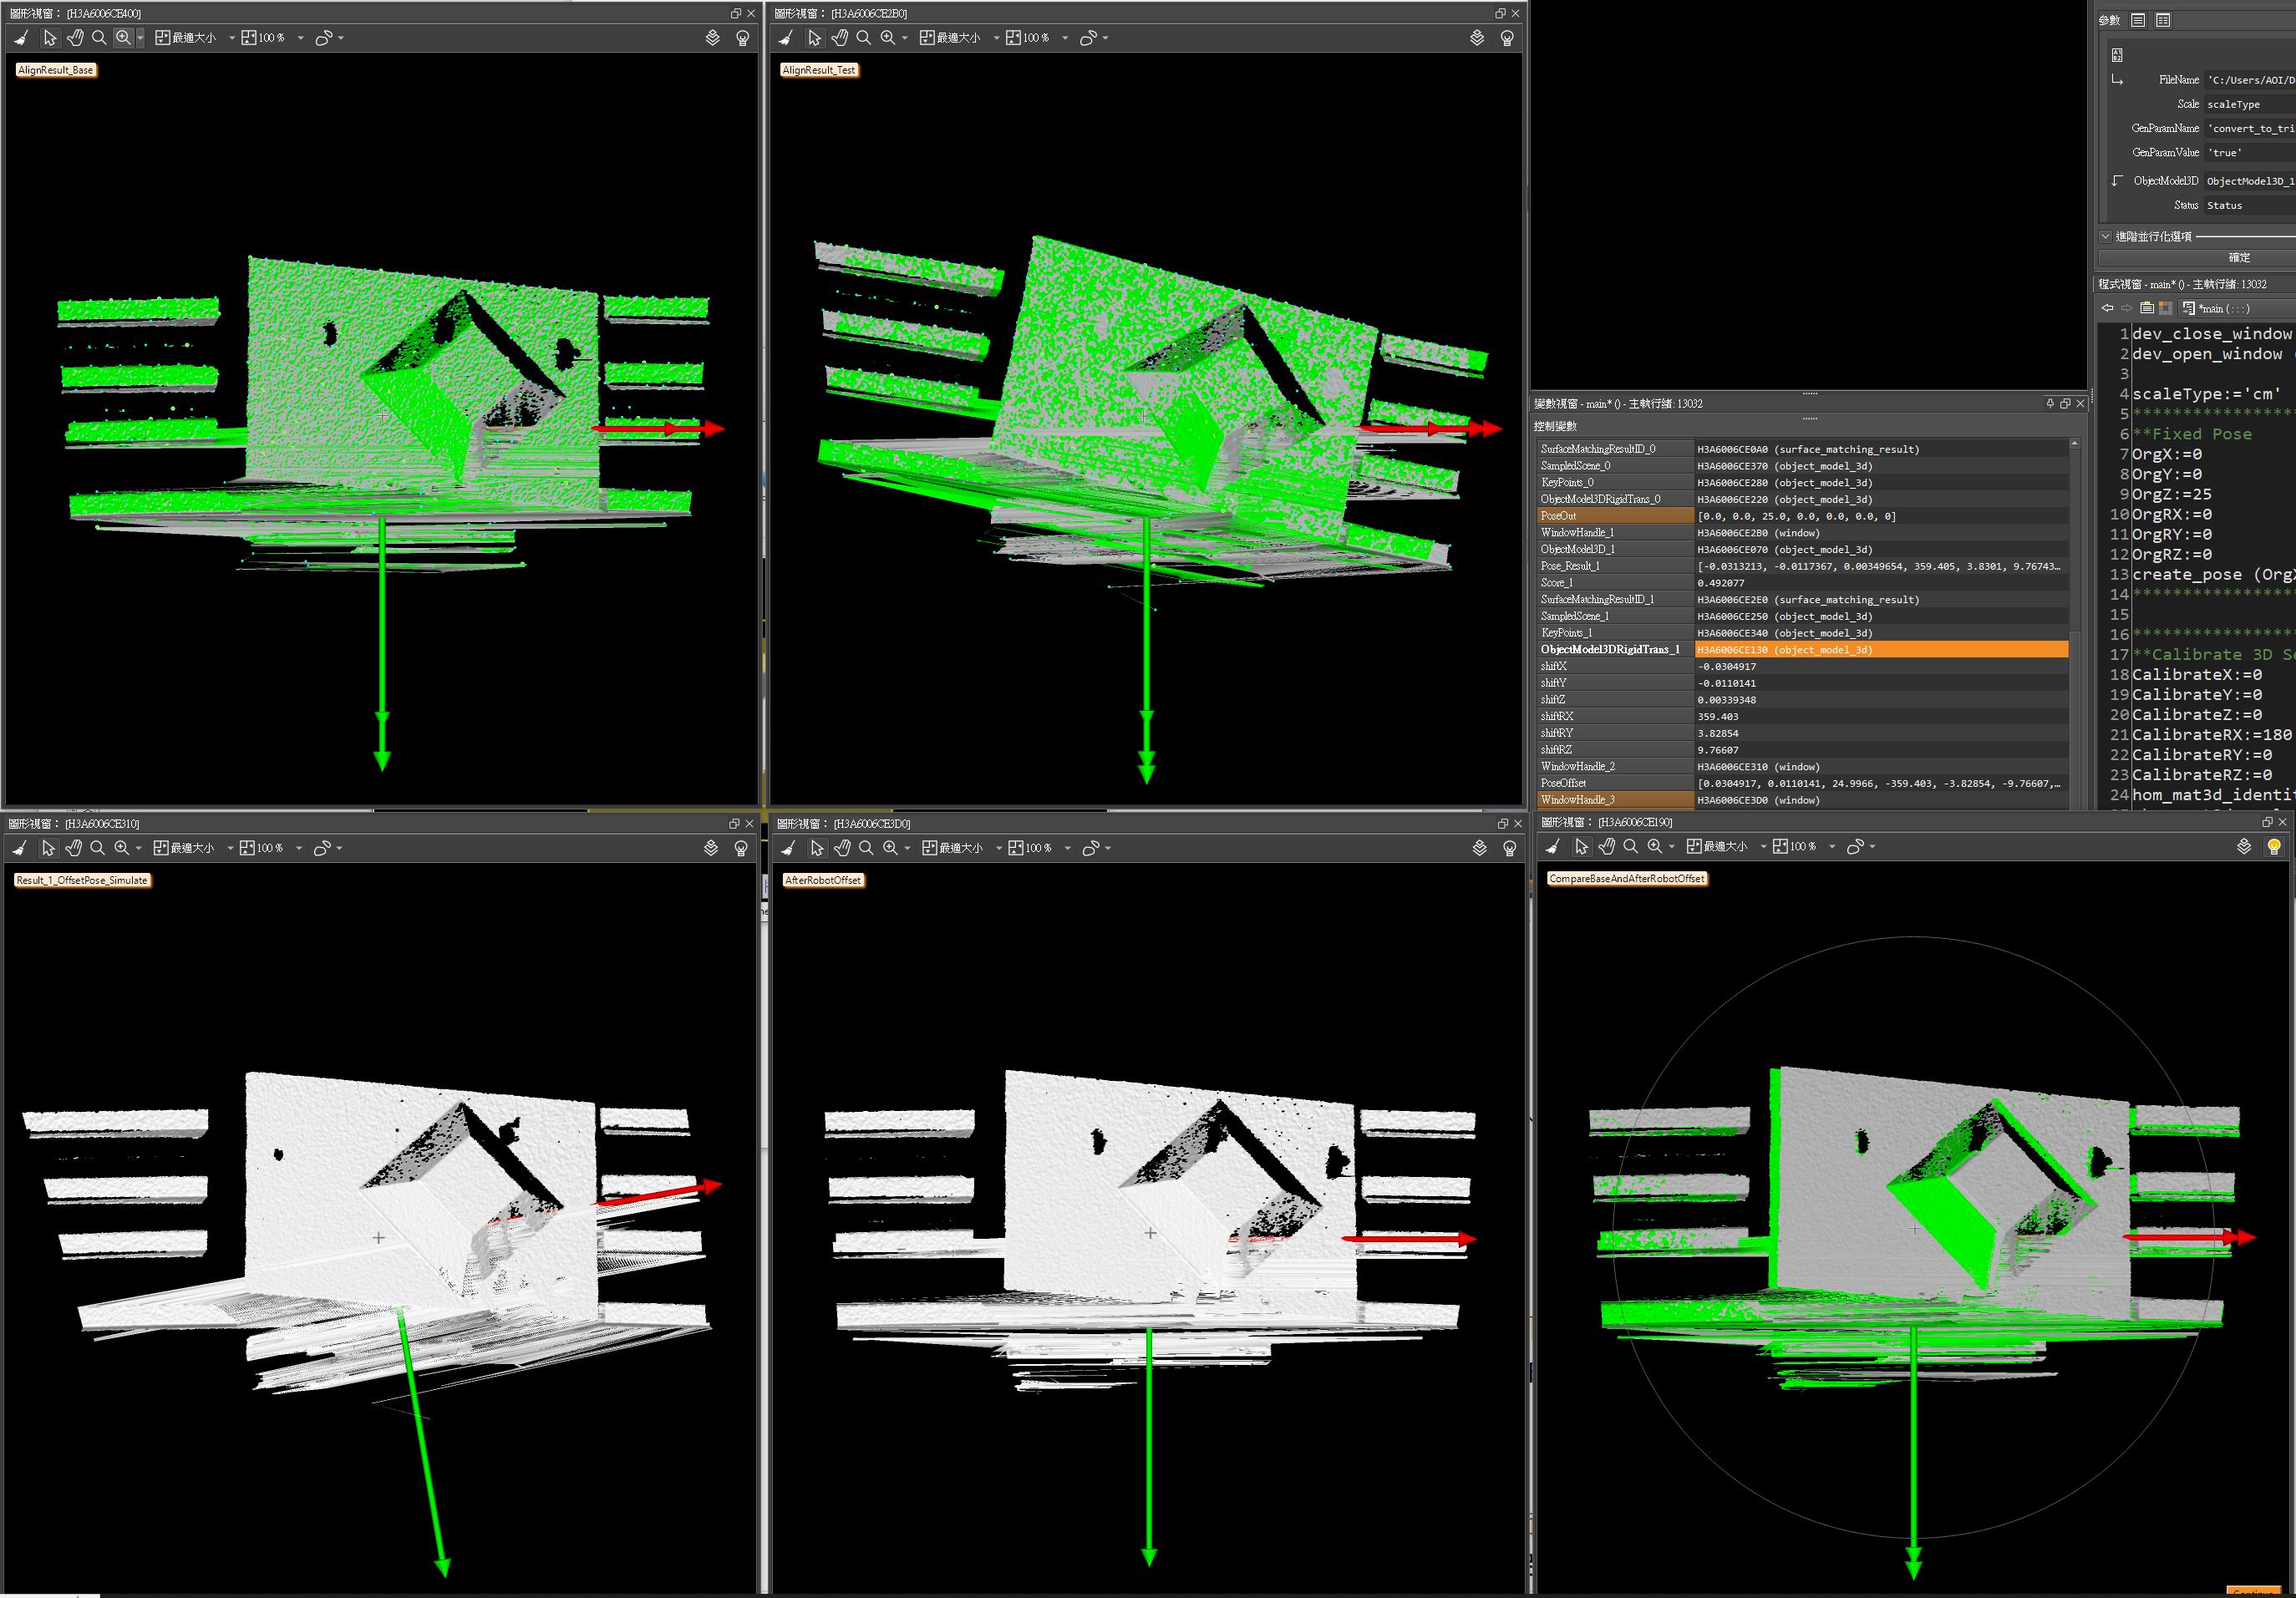 圖形視窗： [H3A6006CE400]
最適大小
100 %
AlignResult_Base
圖形視窗： [H3A6006CE2B0]
最適大小
100 %
AlignResult_Test
參數
FileName 'C:/Users/AOI/D
Scale scaleType
GenParamName 'convert_to_tri
GenParamValue 'true'
ObjectModel3D ObjectModel3D_1
Status Status
進階並行化選項
確定
變數視窗 - main* () - 主執行緒: 13032
控制變數
SurfaceMatchingResultID_0 H3A6006CE0A0 (surface_matching_result)
SampledScene_0 H3A6006CE370 (object_model_3d)
KeyPoints_0 H3A6006CE280 (object_model_3d)
ObjectModel3DRigidTrans_0 H3A6006CE220 (object_model_3d)
PoseOut [0.0, 0.0, 25.0, 0.0, 0.0, 0.0, 0]
WindowHandle_1 H3A6006CE2B0 (window)
ObjectModel3D_1 H3A6006CE070 (object_model_3d)
Pose_Result_1 [-0.0313213, -0.0117367, 0.00349654, 359.405, 3.8301, 9.76743…
Score_1 0.492077
SurfaceMatchingResultID_1 H3A6006CE2E0 (surface_matching_result)
SampledScene_1 H3A6006CE250 (object_model_3d)
KeyPoints_1 H3A6006CE340 (object_model_3d)
ObjectModel3DRigidTrans_1 H3A6006CE130 (object_model_3d)
shiftX -0.0304917
shiftY -0.0110141
shiftZ 0.00339348
shiftRX 359.403
shiftRY 3.82854
shiftRZ 9.76607
WindowHandle_2 H3A6006CE310 (window)
PoseOffset [0.0304917, 0.0110141, 24.9966, -359.403, -3.82854, -9.76607,…
WindowHandle_3 H3A6006CE3D0 (window)
程式視窗 - main* () - 主執行緒: 13032
*main (:::)
1 dev_close_window
2 dev_open_window (
3
4 scaleType:='cm'
5 *****************
6 **Fixed Pose
7 OrgX:=0
8 OrgY:=0
9 OrgZ:=25
10 OrgRX:=0
11 OrgRY:=0
12 OrgRZ:=0
13 create_pose (Org
14 *****************
15
16 *****************
17 **Calibrate 3D Se
18 CalibrateX:=0
19 CalibrateY:=0
20 CalibrateZ:=0
21 CalibrateRX:=180
22 CalibrateRY:=0
23 CalibrateRZ:=0
24 hom_mat3d_identit
圖形視窗： [H3A6006CE310]
最適大小
100 %
Result_1_OffsetPose_Simulate
圖形視窗： [H3A6006CE3D0]
最適大小
100 %
AfterRobotOffset
圖形視窗： [H3A6006CE190]
最適大小
100 %
CompareBaseAndAfterRobotOffset